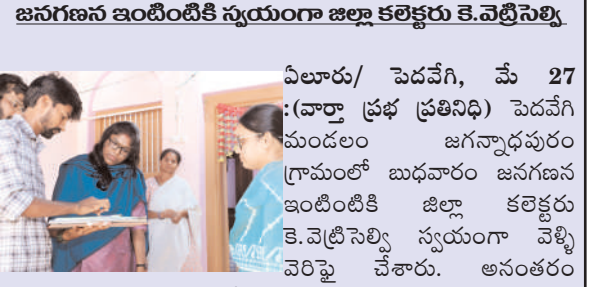 జనగణన ఇంటింటికి స్వయంగా జిల్లా కలెక్టరు కె.వెట్రిసెల్వి
ఏలూరు/ పెదవేగి, మే 27
:(వార్తా ప్రభ ప్రతినిధి) పెదవేగి
మండలం జగన్నాధపురం
గ్రామంలో బుధవారం జనగణన
ఇంటింటికి జిల్లా కలెక్టరు
కె.వెట్రిసెల్వి స్వయంగా వెళ్ళి
వెరిఫై చేశారు. అనంతరం